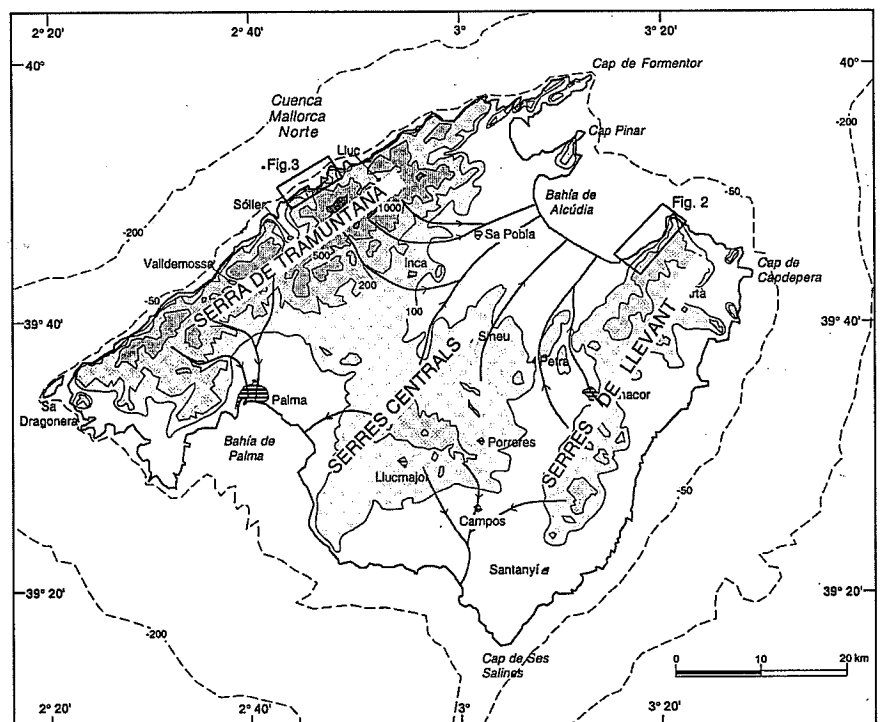 2° 20'
2° 40'
3°
3° 20'
40°
40°
Cap de Formentor
Cuenca
Mallorca
Norte
-200
Cap Pinar
Lluc
Fig.3
-50
Bahía de
Alcúdia
Fig. 2
Sóller
1000
-200
Sa Pobla
SERRA DE TRAMUNTANA
Valldemossa
500
Inca
Cap de
Capdepera
200
100
-50
39° 40'
39° 40'
Sineu
Petra
SERRES DE LLEVANT
SERRES CENTRALS
Palma
Sa
Dragonera
Porreres
Bahía de
Palma
Llucmajor
-50
Campos
Santanyí
39° 20'
39° 20'
-200
Cap de Ses
Salines
0 10 20 km
2° 20'
2° 40'
3°
3° 20'